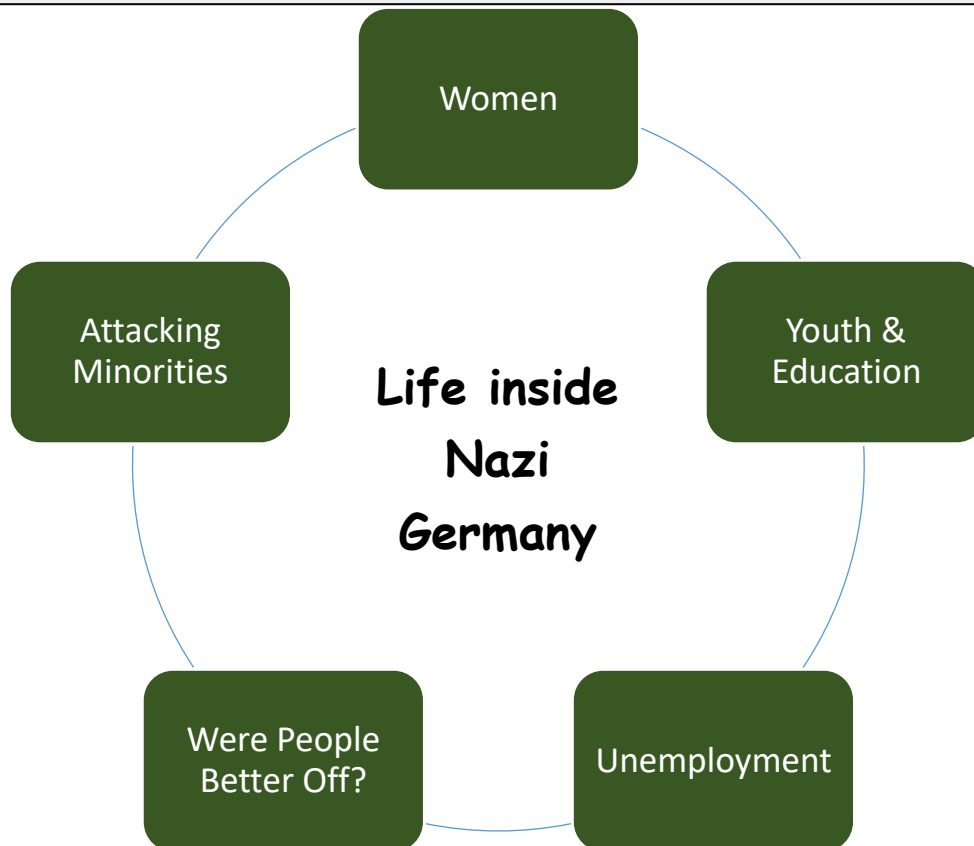 Women
Attacking
Minorities
Youth &
Education
Life inside
Nazi
Germany
Were People
Better Off?
Unemployment